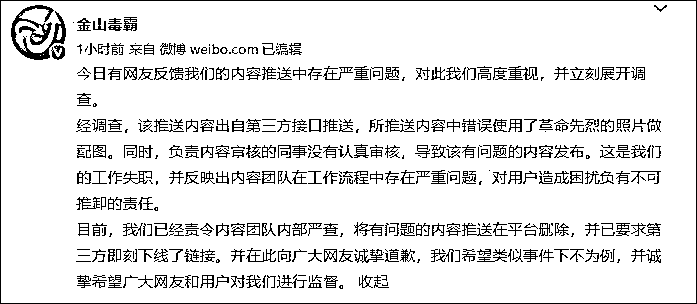 金山毒霸
1小时前 来自 微博 weibo.com 已编辑
今日有网友反馈我们的内容推送中存在严重问题，对此我们高度重视，并立刻展开调
查。
经调查，该推送内容出自第三方接口推送，所推送内容中错误使用了革命先烈的照片做
配图。同时，负责内容审核的同事没有认真审核，导致该有问题的内容发布。这是我们
的工作失职，并反映出内容团队在工作流程中存在严重问题，对用户造成困扰负有不可
推卸的责任。
目前，我们已经责令内容团队内部严查，将有问题的内容推送在平台删除，并已要求第
三方即刻下线了链接。并在此向广大网友诚挚道歉，我们希望类似事件下不为例，并诚
挚希望广大网友和用户对我们进行监督。 收起